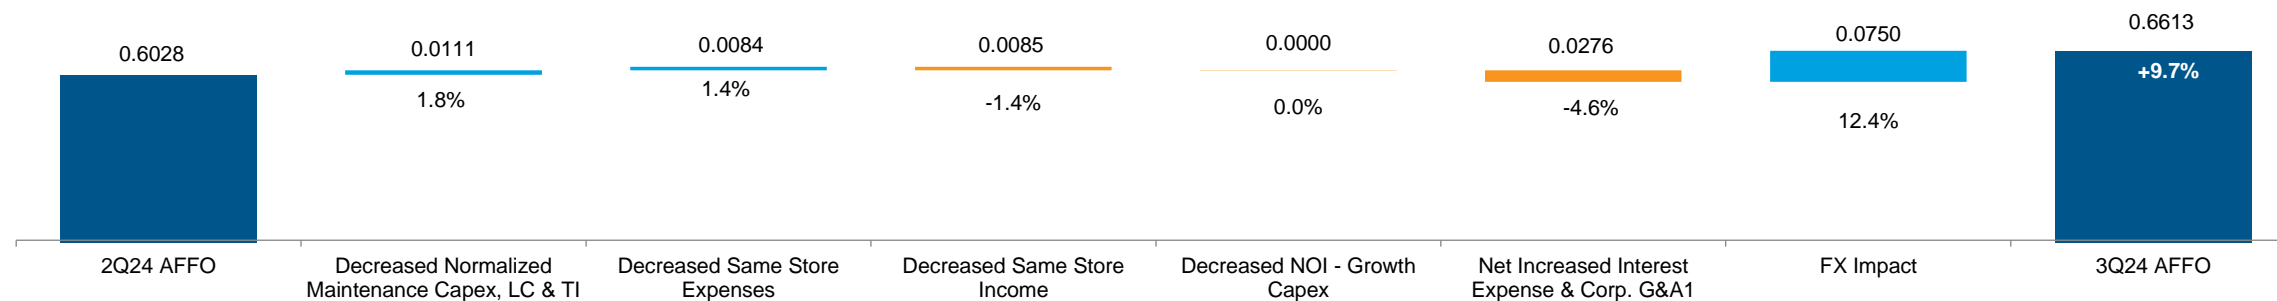 0.6028
0.0111
1.8%
0.0084
1.4%
0.0085
-1.4%
0.0000
0.0%
0.0276
-4.6%
0.0750
12.4%
0.6613
+9.7%
2Q24 AFFO
Decreased Normalized
Maintenance Capex, LC & TI
Decreased Same Store
Expenses
Decreased Same Store
Income
Decreased NOI - Growth
Capex
Net Increased Interest
Expense & Corp. G&A1
FX Impact
3Q24 AFFO